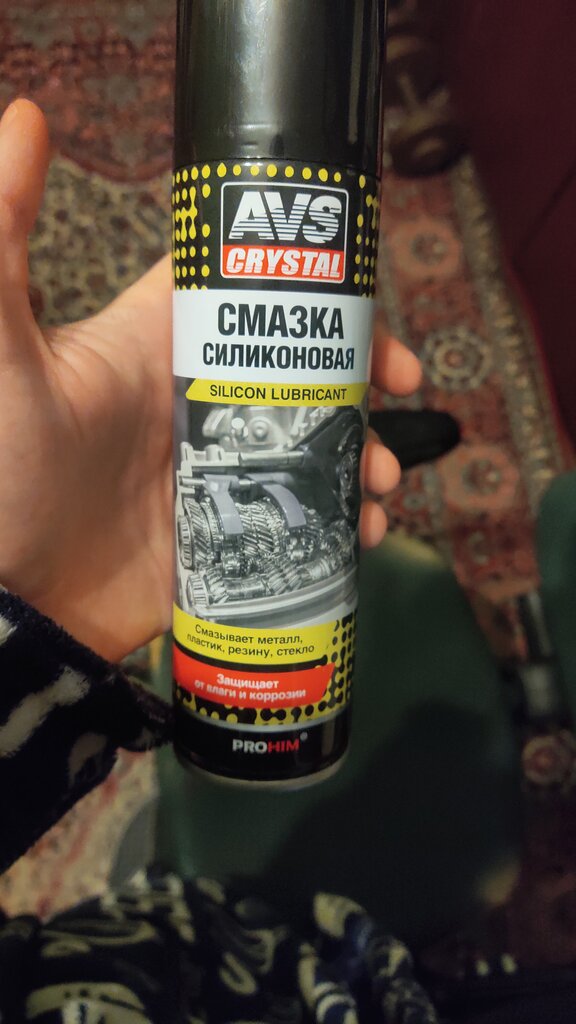 AVS
CRYSTAL
СМАЗКА
СИЛИКОНОВАЯ
SILICON LUBRICANT
Смазывает металл,
пластик, резину, стекло
Защищает
от влаги и коррозии
PROHIM®